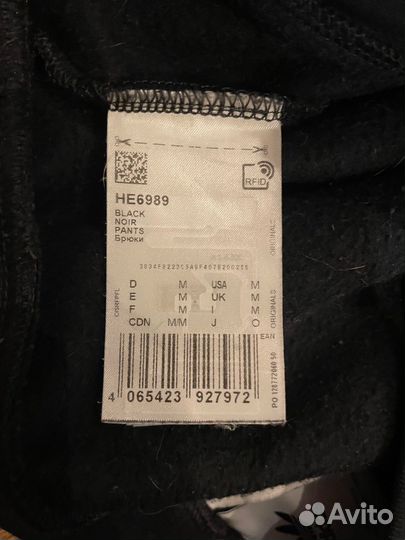 RFID
HE6989
BLACK
NOIR
PANTS
Брюки
D M USA M
E M UK M
F M I M
CDN M/M J O
ORIGINALS
ORIGINALS
EAN
4 065423 927972
Avito